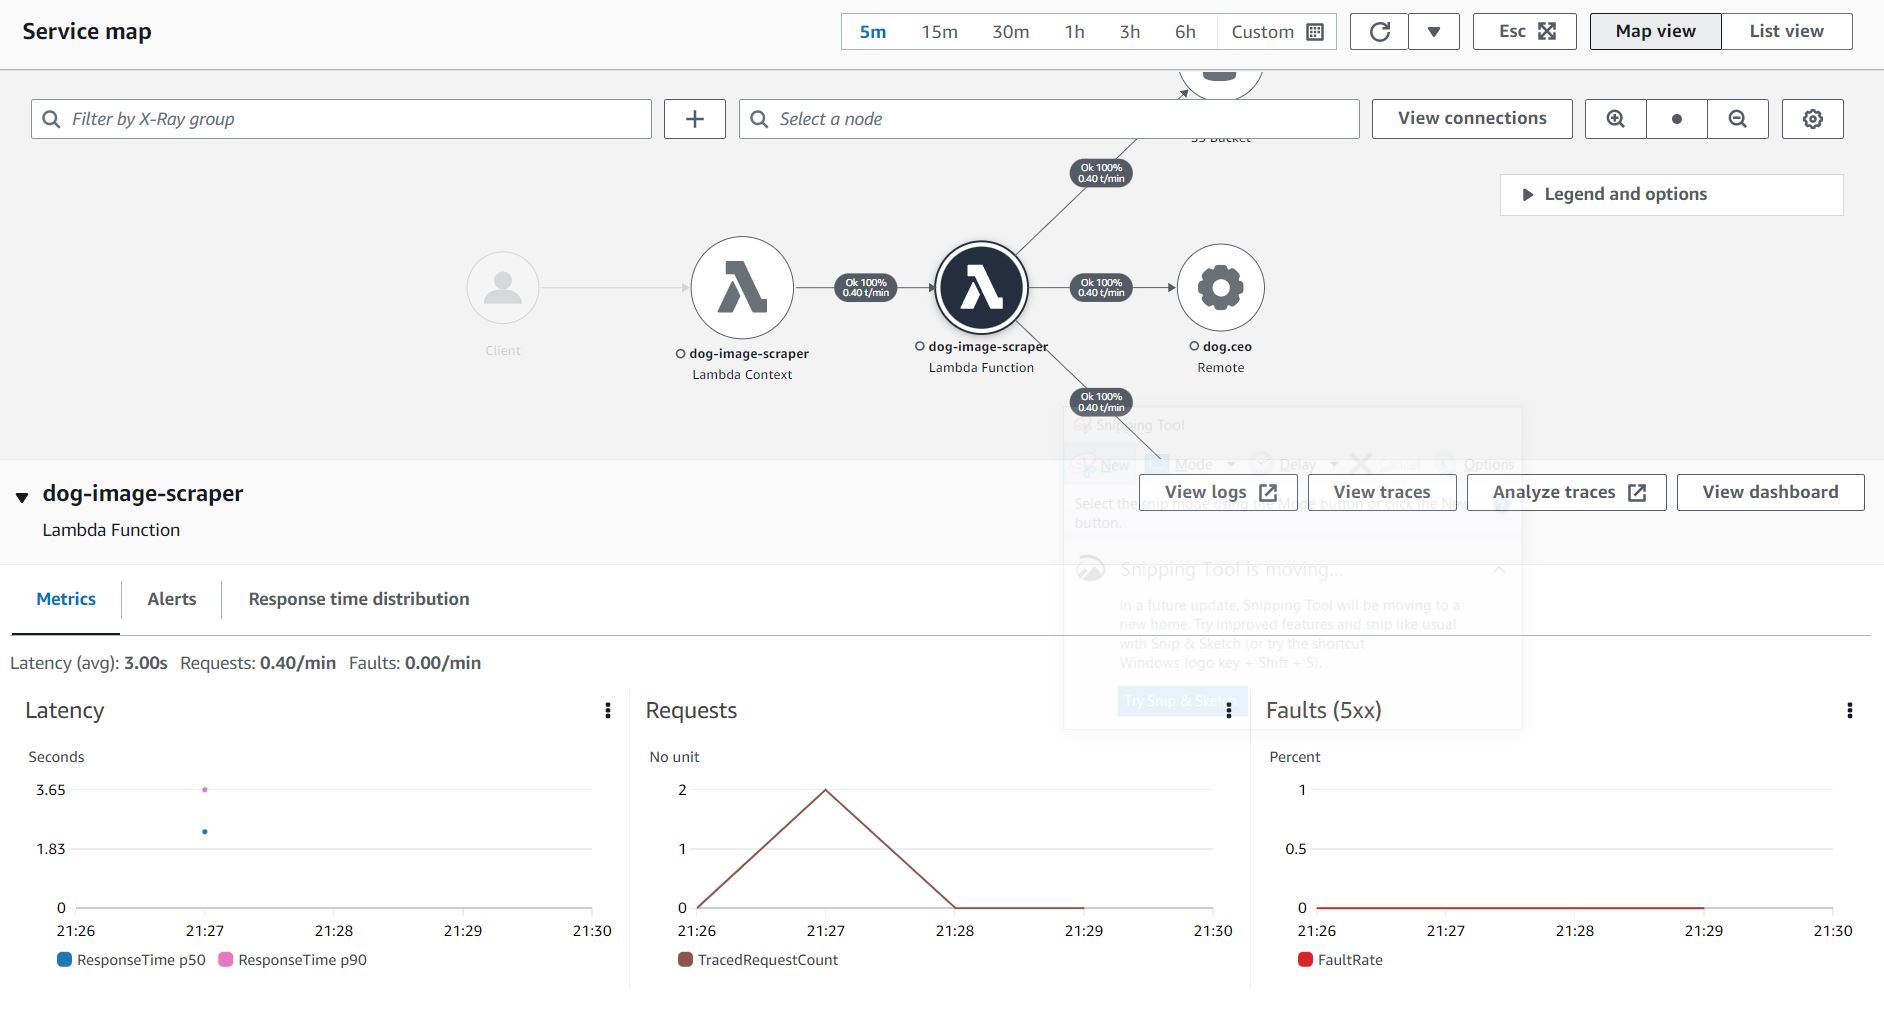 Service map
5m 15m 30m 1h 3h 6h Custom
Esc
Map view List view
Filter by X-Ray group
Select a node
View connections
Bucket
Ok 100%
0.40 t/min
Legend and options
Ok 100%
0.40 t/min
Ok 100%
0.40 t/min
Client
dog-image-scraper
Lambda Context
dog-image-scraper
Lambda Function
dog.ceo
Remote
Ok 100%
0.40 t/min
Snipping Tool
New Mode Delay Cancel Options
Select the snip mode using the Mode button or click the New
button.
Snipping Tool is moving...
In a future update, Snipping Tool will be moving to a
new home. Try improved features and snip like usual
with Snip & Sketch (or try the shortcut
Windows logo key + Shift + S).
Try Snip & Sketch
dog-image-scraper
Lambda Function
View logs View traces Analyze traces View dashboard
Metrics Alerts Response time distribution
Latency (avg): 3.00s Requests: 0.40/min Faults: 0.00/min
Latency
Seconds
3.65
1.83
0
21:26 21:27 21:28 21:29 21:30
ResponseTime p50 ResponseTime p90
Requests
No unit
2
1
0
21:26 21:27 21:28 21:29 21:30
TracedRequestCount
Faults (5xx)
Percent
1
0.5
0
21:26 21:27 21:28 21:29 21:30
FaultRate